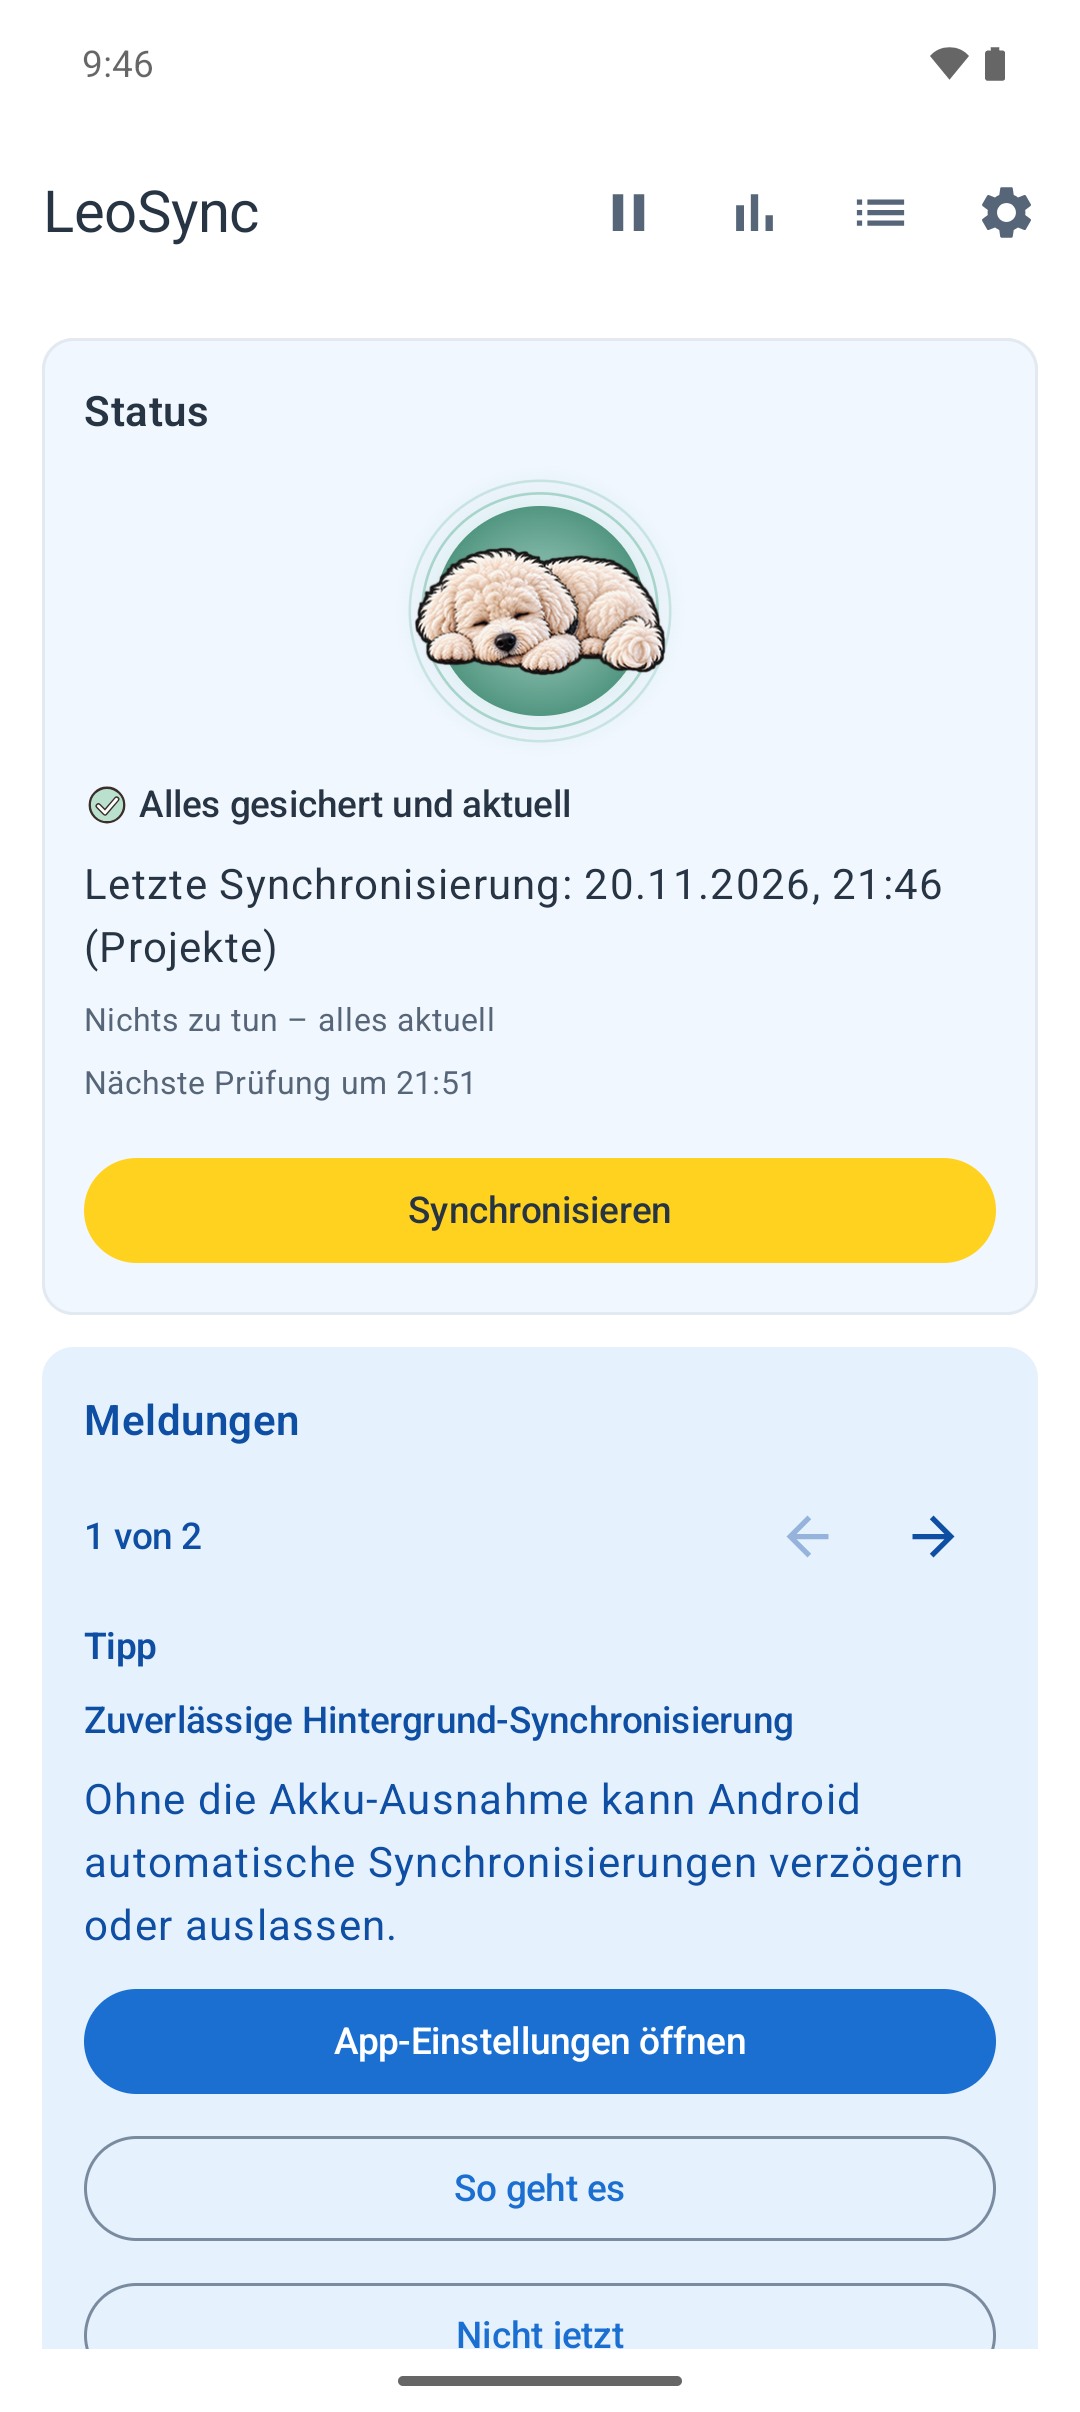 9:46
LeoSync
Status
Alles gesichert und aktuell
Letzte Synchronisierung: 20.11.2026, 21:46
(Projekte)
Nichts zu tun – alles aktuell
Nächste Prüfung um 21:51
Synchronisieren
Meldungen
1 von 2
Tipp
Zuverlässige Hintergrund-Synchronisierung
Ohne die Akku-Ausnahme kann Android
automatische Synchronisierungen verzögern
oder auslassen.
App-Einstellungen öffnen
So geht es
Nicht jetzt